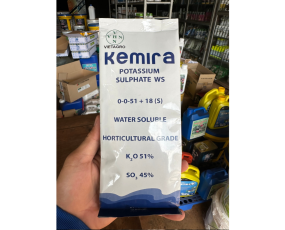 VIETAGRO
Kemira
POTASSIUM
SULPHATE WS
0-0-51 + 18 (S)
WATER SOLUBLE
HORTICULTURAL GRADE
K₂O 51%
SO₃ 45%